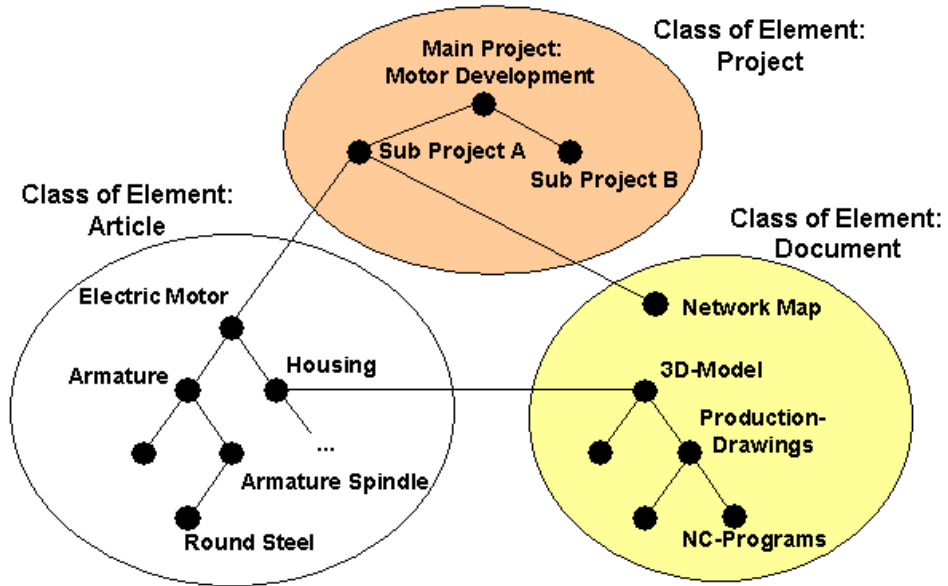 Class of Element:
Project
Main Project:
Motor Development
Sub Project A
Sub Project B
Class of Element:
Article
Class of Element:
Document
Electric Motor
Network Map
Armature
Housing
3D-Model
...
Production-
Drawings
Armature Spindle
Round Steel
NC-Programs